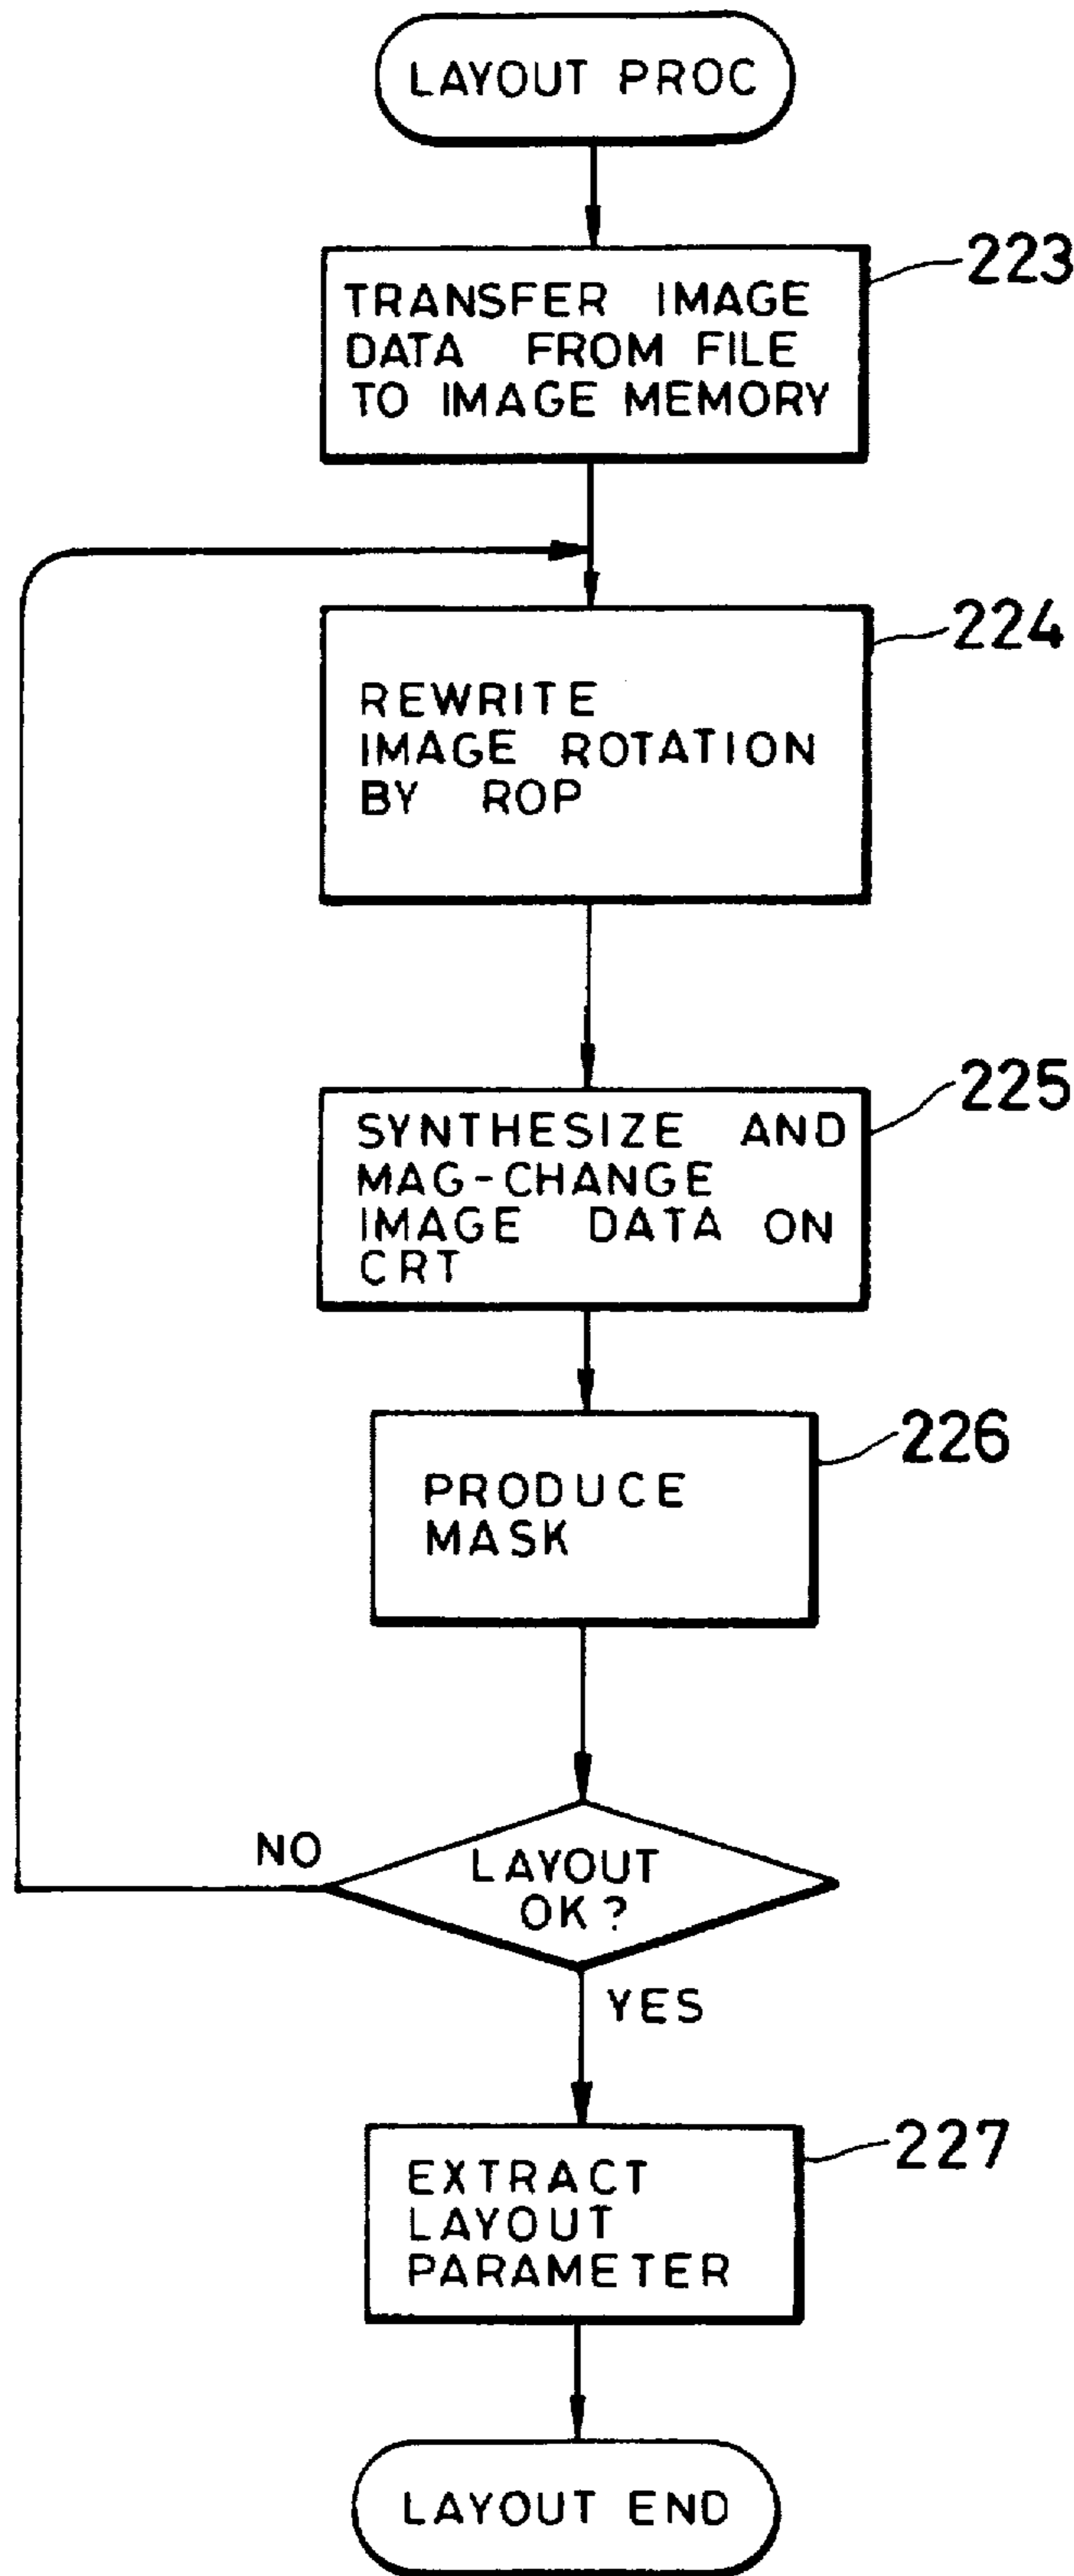 LAYOUT PROC
223
TRANSFER IMAGE
DATA FROM FILE
TO IMAGE MEMORY
224
REWRITE
IMAGE ROTATION
BY ROP
225
SYNTHESIZE AND
MAG-CHANGE
IMAGE DATA ON
CRT
226
PRODUCE
MASK
NO
LAYOUT
OK?
YES
227
EXTRACT
LAYOUT
PARAMETER
LAYOUT END